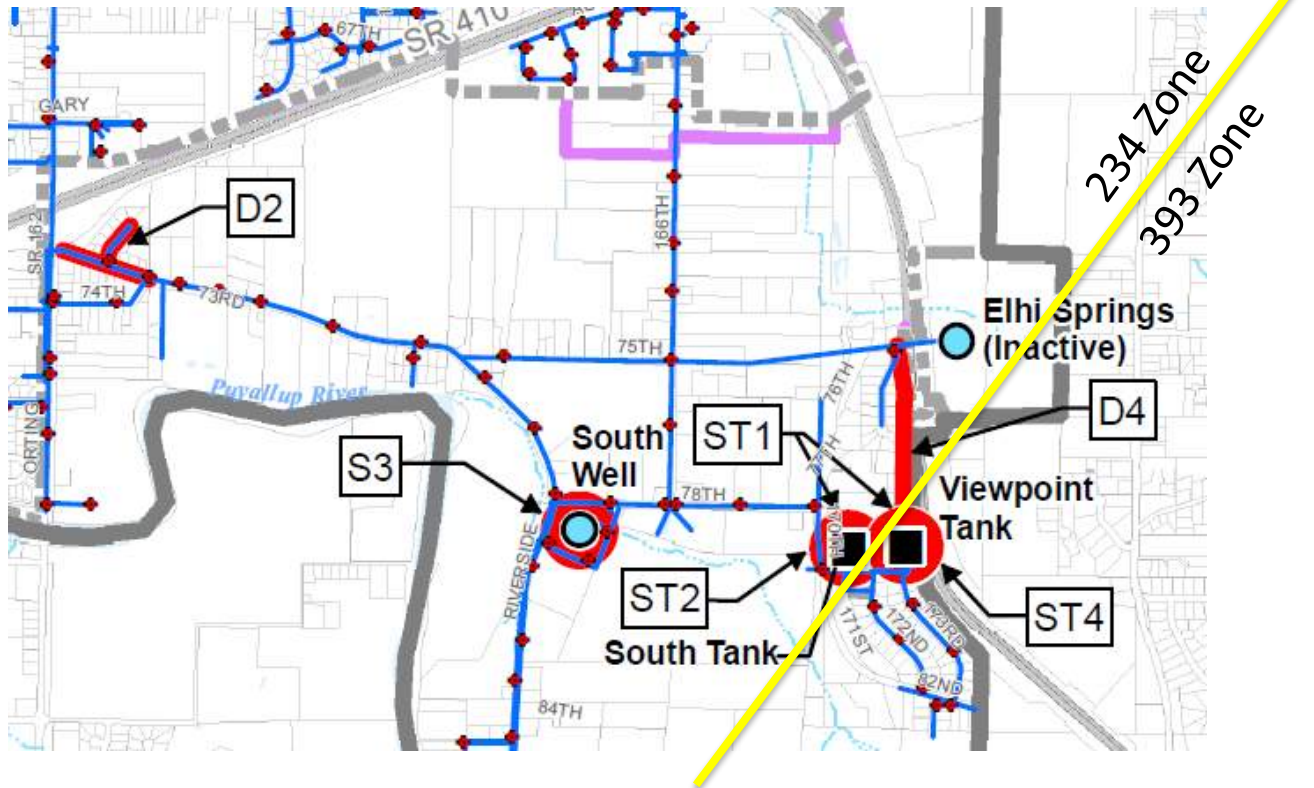 67TH
SR 410
GARY
234 Zone
393 Zone
D2
SR 162
166TH
74TH
73RD
Elhi Springs
(Inactive)
75TH
76TH
Puyallup River
D4
ORTING
ST1
South
Well
77TH
S3
78TH
Viewpoint
Tank
RIVERSIDE
ST2
ST4
171ST
172ND
173RD
South Tank
82ND
84TH